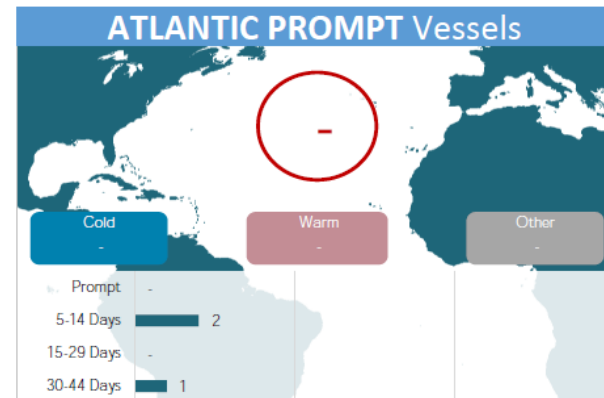 ATLANTIC PROMPT Vessels
-
Cold
-
Warm
-
Other
-
Prompt -
5-14 Days 2
15-29 Days -
30-44 Days 1